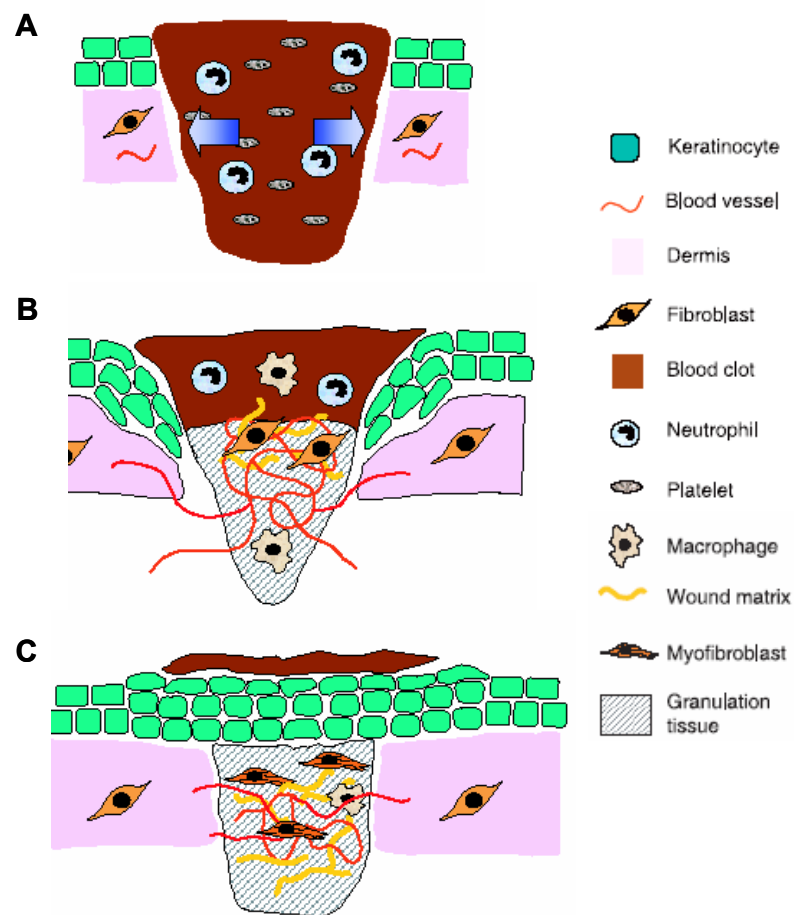 A
B
C
Keratinocyte
Blood vessel
Dermis
Fibroblast
Blood clot
Neutrophil
Platelet
Macrophage
Wound matrix
Myofibroblast
Granulation
tissue